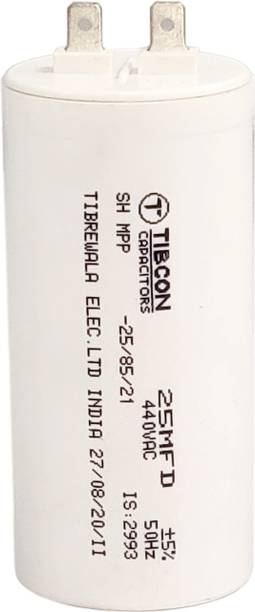 T TIBCON 25MFD ±5%
CAPACITORS 440VAC 50Hz
SH MPP -25/85/21 IS:2993
TIBREWALA ELEC.LTD INDIA 27/08/20/II